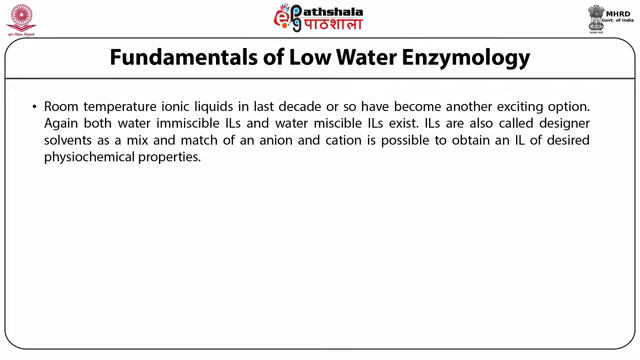 Pathshala
पाठशाला
MHRD
Govt. of India
Fundamentals of Low Water Enzymology
• Room temperature ionic liquids in last decade or so have become another exciting option.
Again both water immiscible ILs and water miscible ILs exist. ILs are also called designer
solvents as a mix and match of an anion and cation is possible to obtain an IL of desired
physiochemical properties.